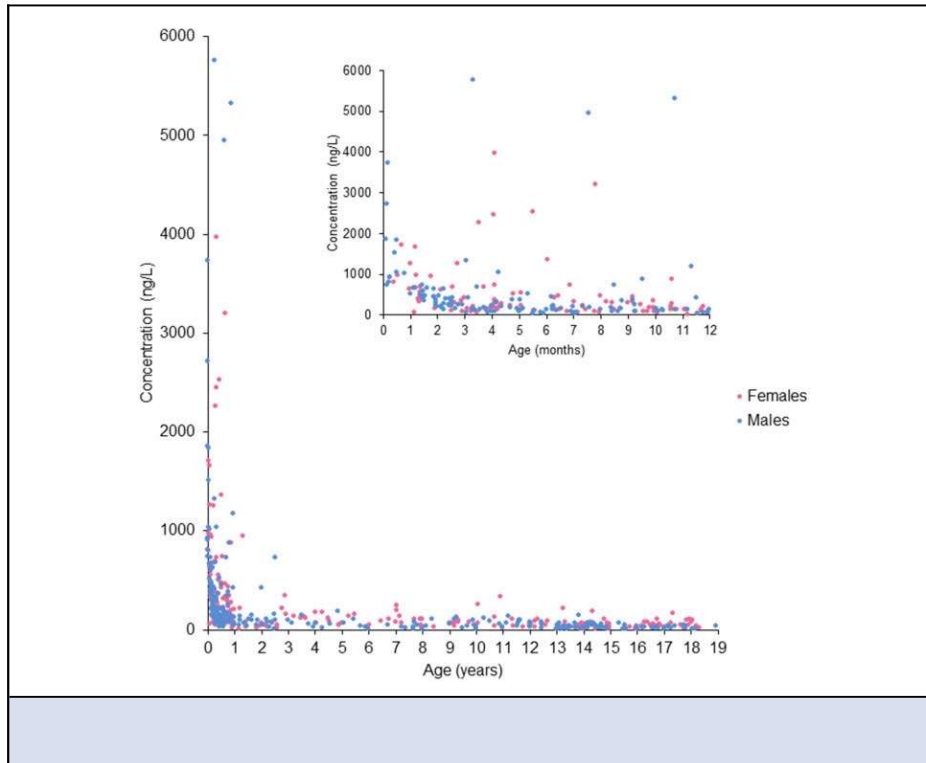 6000
5000
4000
3000
2000
1000
0
Concentration (ng/L)
0 1 2 3 4 5 6 7 8 9 10 11 12 13 14 15 16 17 18 19
Age (years)
6000
5000
4000
3000
2000
1000
0
Concentration (ng/L)
0 1 2 3 4 5 6 7 8 9 10 11 12
Age (months)
Females
Males